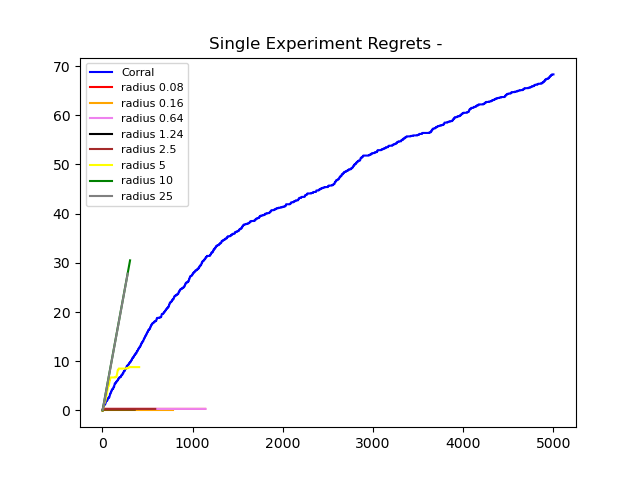 Single Experiment Regrets -
70
60
50
40
30
20
10
0
Corral
radius 0.08
radius 0.16
radius 0.64
radius 1.24
radius 2.5
radius 5
radius 10
radius 25
0 1000 2000 3000 4000 5000